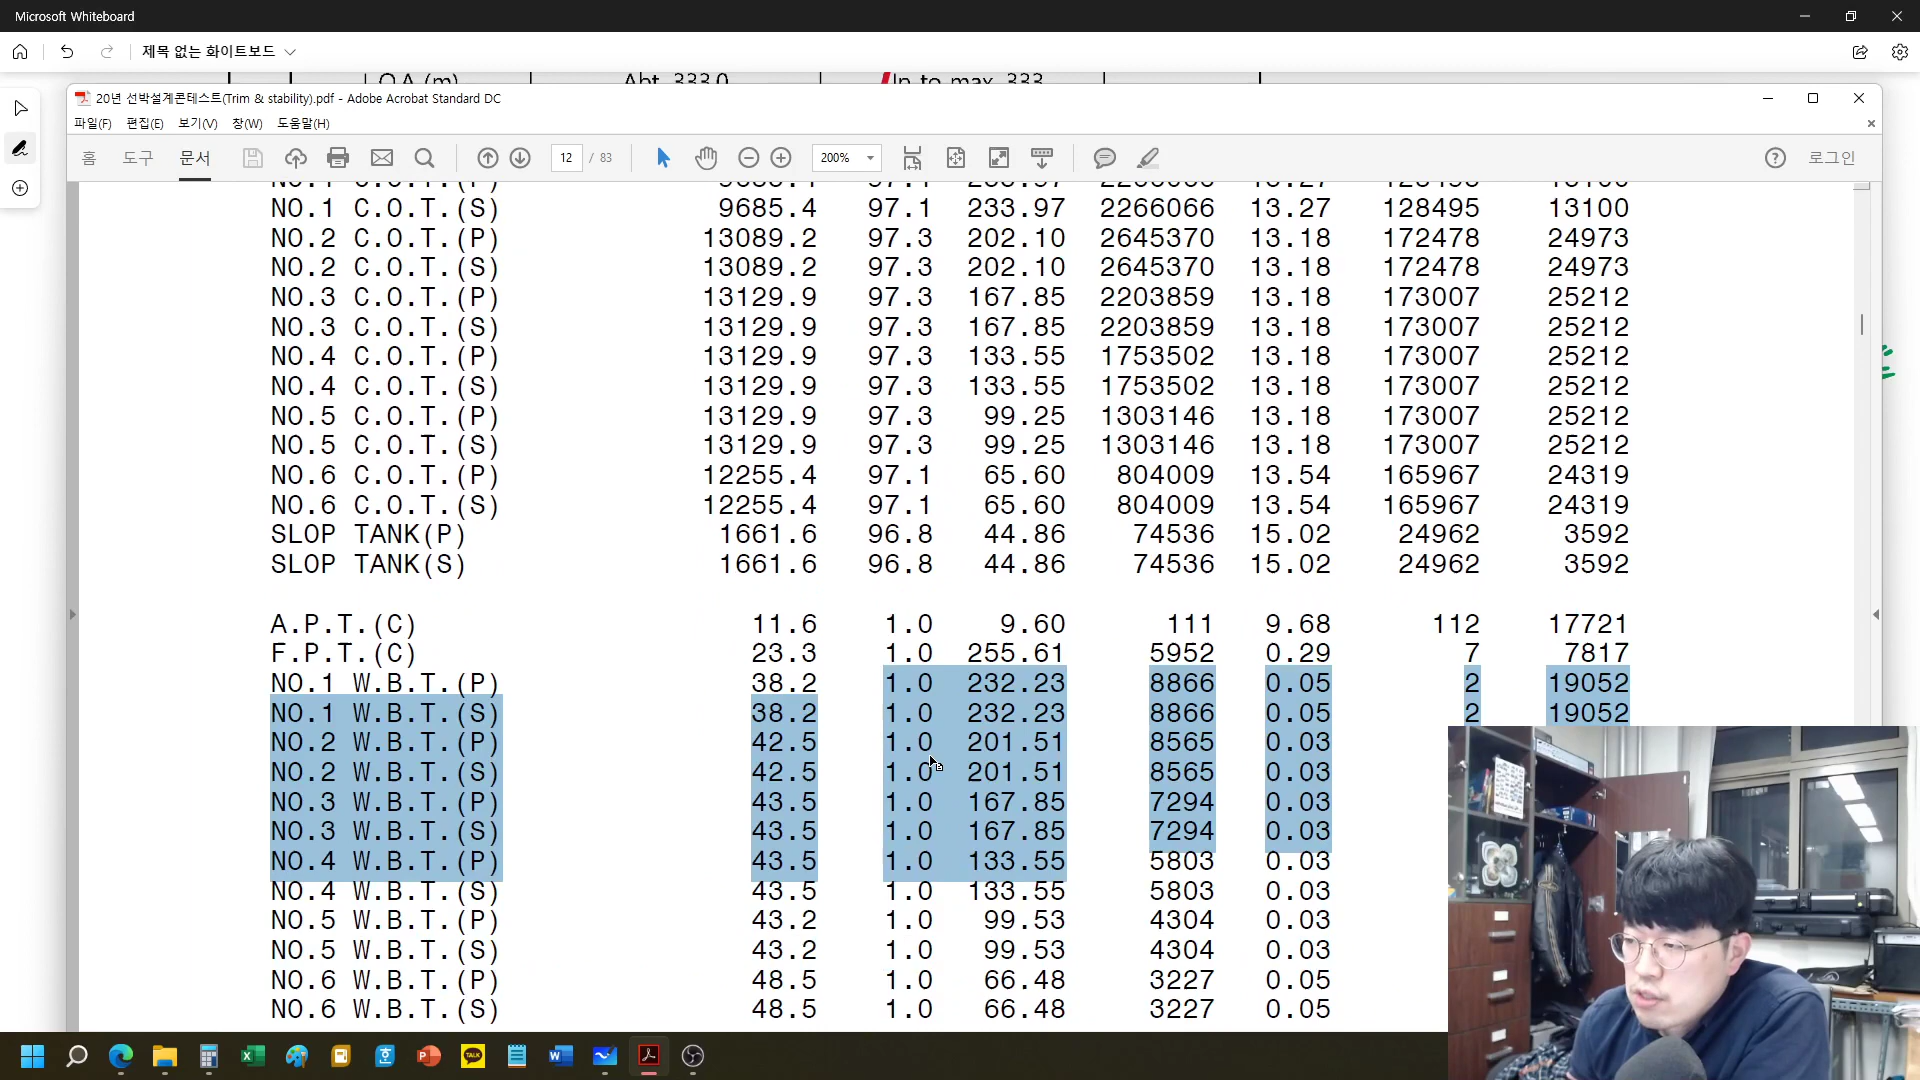 Microsoft Whiteboard
제목 없는 화이트보드
20년 선박설계콘테스트(Trim & stability).pdf - Adobe Acrobat Standard DC
파일(F) 편집(E) 보기(V) 창(W) 도움말(H)
홈 도구 문서 12 / 83 200% 로그인
NO.1 C.O.T.(S) 9685.4 97.1 233.97 2266066 13.27 128495 13100
NO.2 C.O.T.(P) 13089.2 97.3 202.10 2645370 13.18 172478 24973
NO.2 C.O.T.(S) 13089.2 97.3 202.10 2645370 13.18 172478 24973
NO.3 C.O.T.(P) 13129.9 97.3 167.85 2203859 13.18 173007 25212
NO.3 C.O.T.(S) 13129.9 97.3 167.85 2203859 13.18 173007 25212
NO.4 C.O.T.(P) 13129.9 97.3 133.55 1753502 13.18 173007 25212
NO.4 C.O.T.(S) 13129.9 97.3 133.55 1753502 13.18 173007 25212
NO.5 C.O.T.(P) 13129.9 97.3 99.25 1303146 13.18 173007 25212
NO.5 C.O.T.(S) 13129.9 97.3 99.25 1303146 13.18 173007 25212
NO.6 C.O.T.(P) 12255.4 97.1 65.60 804009 13.54 165967 24319
NO.6 C.O.T.(S) 12255.4 97.1 65.60 804009 13.54 165967 24319
SLOP TANK(P) 1661.6 96.8 44.86 74536 15.02 24962 3592
SLOP TANK(S) 1661.6 96.8 44.86 74536 15.02 24962 3592
A.P.T.(C) 11.6 1.0 9.60 111 9.68 112 17721
F.P.T.(C) 23.3 1.0 255.61 5952 0.29 7 7817
NO.1 W.B.T.(P) 38.2 1.0 232.23 8866 0.05 2 19052
NO.1 W.B.T.(S) 38.2 1.0 232.23 8866 0.05 2 19052
NO.2 W.B.T.(P) 42.5 1.0 201.51 8565 0.03
NO.2 W.B.T.(S) 42.5 1.0 201.51 8565 0.03
NO.3 W.B.T.(P) 43.5 1.0 167.85 7294 0.03
NO.3 W.B.T.(S) 43.5 1.0 167.85 7294 0.03
NO.4 W.B.T.(P) 43.5 1.0 133.55 5803 0.03
NO.4 W.B.T.(S) 43.5 1.0 133.55 5803 0.03
NO.5 W.B.T.(P) 43.2 1.0 99.53 4304 0.03
NO.5 W.B.T.(S) 43.2 1.0 99.53 4304 0.03
NO.6 W.B.T.(P) 48.5 1.0 66.48 3227 0.05
NO.6 W.B.T.(S) 48.5 1.0 66.48 3227 0.05